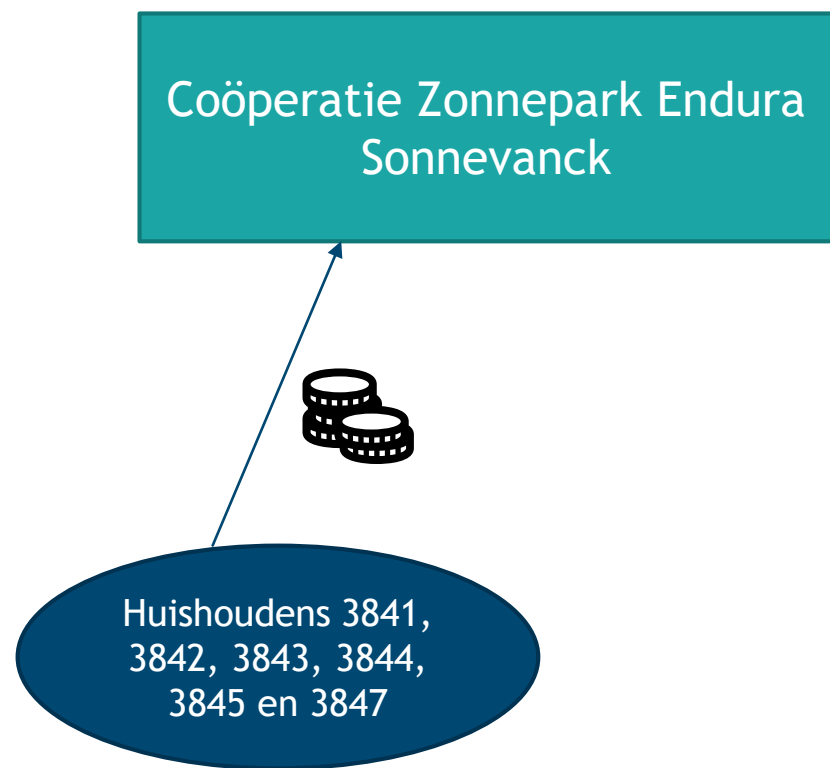 Coöperatie Zonnepark Endura
Sonnevanck
Huishoudens 3841,
3842, 3843, 3844,
3845 en 3847